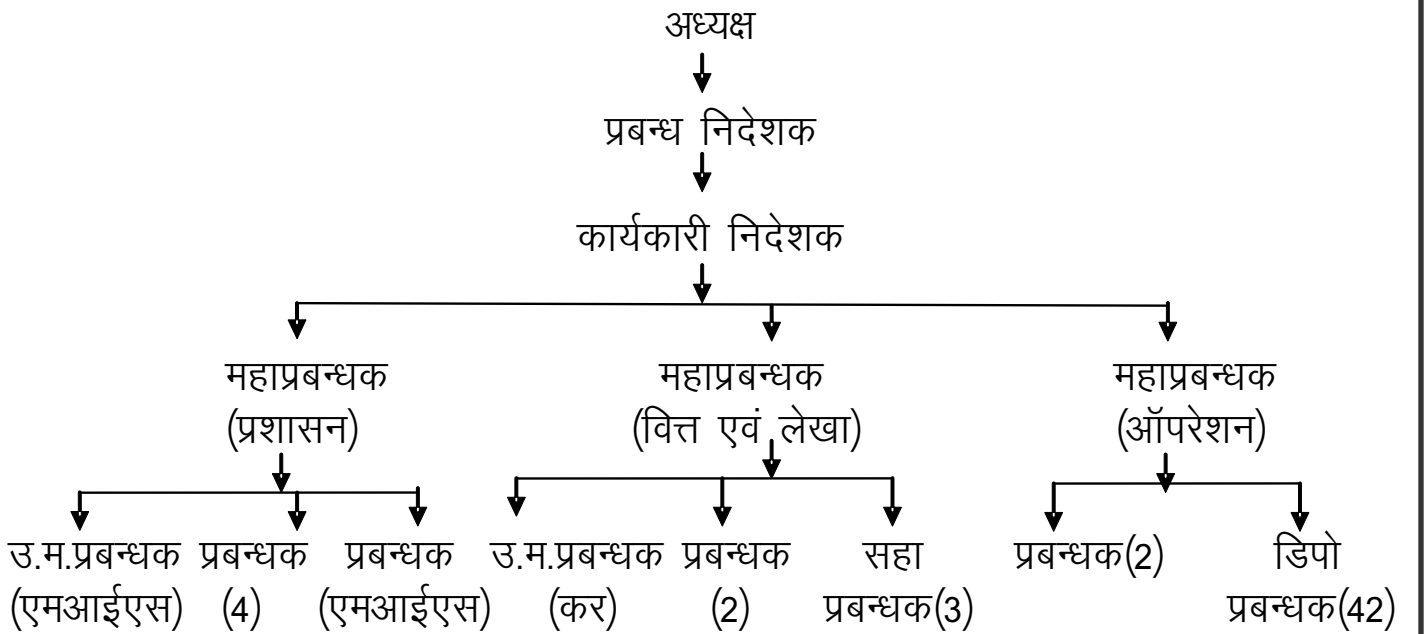 अध्यक्ष
प्रबन्ध निदेशक
कार्यकारी निदेशक
महाप्रबन्धक महाप्रबन्धक महाप्रबन्धक
(प्रशासन) (वित्त एवं लेखा) (ऑपरेशन)
उ.म.प्रबन्धक प्रबन्धक प्रबन्धक उ.म.प्रबन्धक प्रबन्धक सहा प्रबन्धक(2) डिपो
(एमआईएस) (4) (एमआईएस) (कर) (2) प्रबन्धक(3) प्रबन्धक(42)